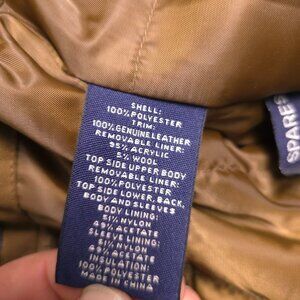 SHELL:
100%POLYESTER
TRIM:
100%GENUINE LEATHER
REMOVABLE LINER:
95% ACRYLIC
5% WOOL
TOP SIDE UPPER BODY
REMOVABLE LINER:
100%POLYESTER
TOP SIDE LOWER, BACK,
BODY AND SLEEVES
BODY LINING:
51% NYLON
49% ACETATE
SLEEVE LINING:
51% NYLON
49% ACETATE
INSULATION:
100% POLYESTER
MADE IN CHINA
SPARE